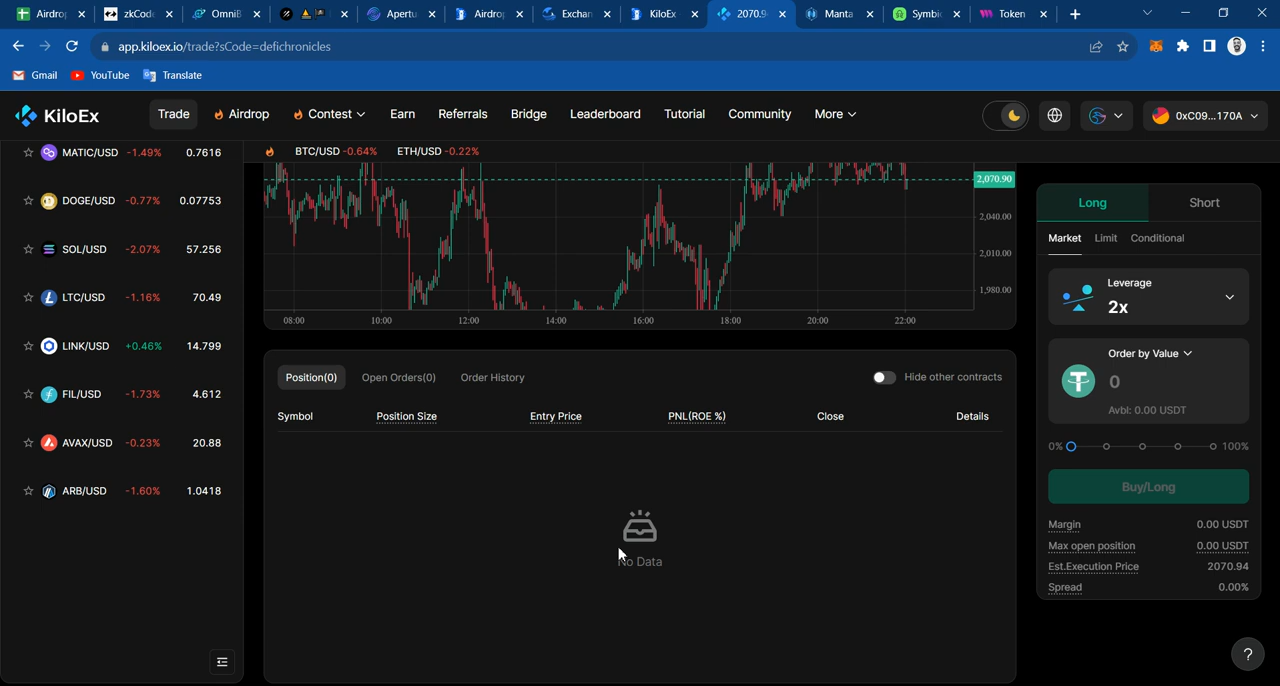 Airdrop
zkCode
OmniB
Apertu
Airdrop
Exchan
KiloEx
2070.9
Manta
Symbic
Token
app.kiloex.io/trade?sCode=defichronicles
Gmail
YouTube
Translate
KiloEx
Trade
Airdrop
Contest
Earn
Referrals
Bridge
Leaderboard
Tutorial
Community
More
0xC09...170A
MATIC/USD -1.49% 0.7616
DOGE/USD -0.77% 0.07753
SOL/USD -2.07% 57.256
LTC/USD -1.16% 70.49
LINK/USD +0.46% 14.799
FIL/USD -1.73% 4.612
AVAX/USD -0.23% 20.88
ARB/USD -1.60% 1.0418
BTC/USD -0.64% ETH/USD -0.22%
2,070.90
2,040.00
2,010.00
1,980.00
08:00 10:00 12:00 14:00 16:00 18:00 20:00 22:00
Position(0) Open Orders(0) Order History
Hide other contracts
Symbol Position Size Entry Price PNL(ROE %) Close Details
No Data
Long Short
Market Limit Conditional
Leverage
2x
Order by Value
0
Avbl: 0.00 USDT
0% 100%
Buy/Long
Margin 0.00 USDT
Max open position 0.00 USDT
Est.Execution Price 2070.94
Spread 0.00%
?